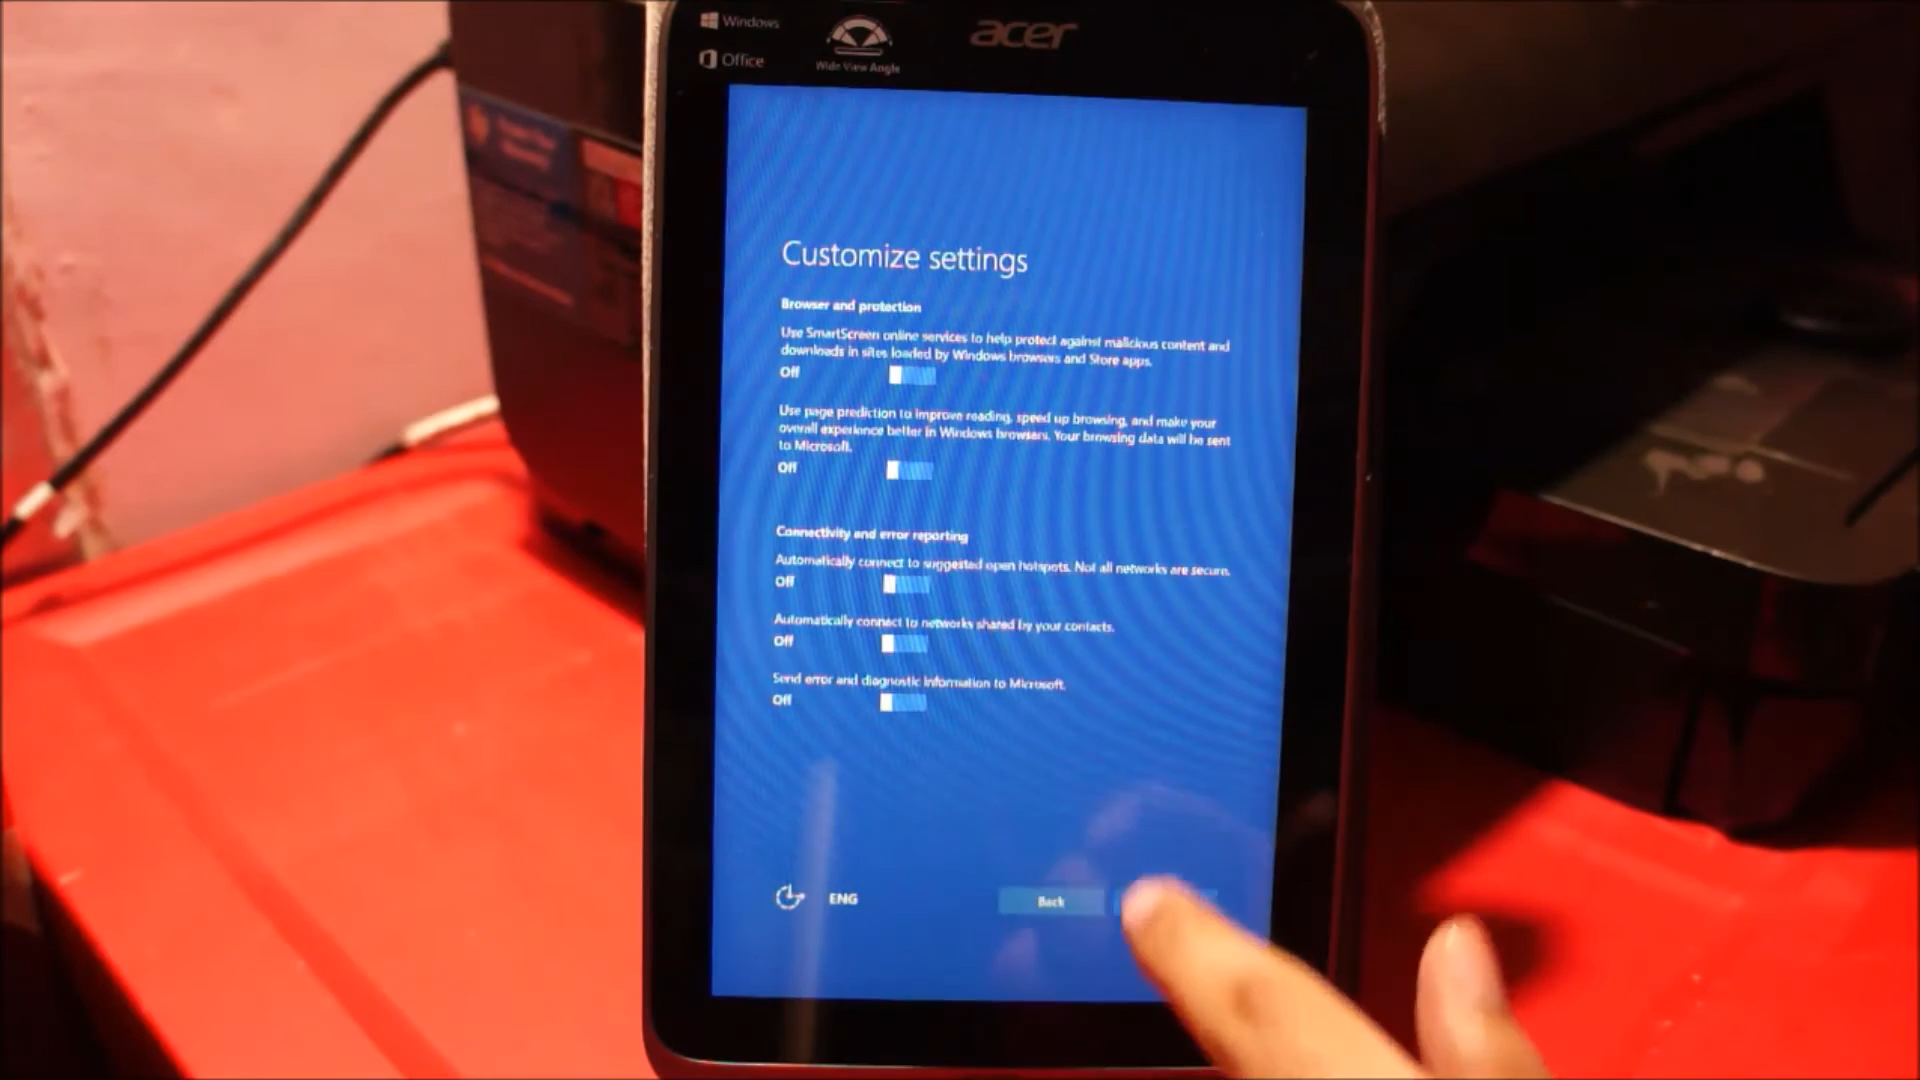 Windows
Office
Wide View Angle
acer
Customize settings
Browser and protection
Use SmartScreen online services to help protect against malicious content and
downloads in sites loaded by Windows browsers and Store apps.
Off
Use page prediction to improve reading, speed up browsing, and make your
overall experience better in Windows browsers. Your browsing data will be sent
to Microsoft.
Off
Connectivity and error reporting
Automatically connect to suggested open hotspots. Not all networks are secure.
Off
Automatically connect to networks shared by your contacts.
Off
Send error and diagnostic information to Microsoft.
Off
ENG
Back